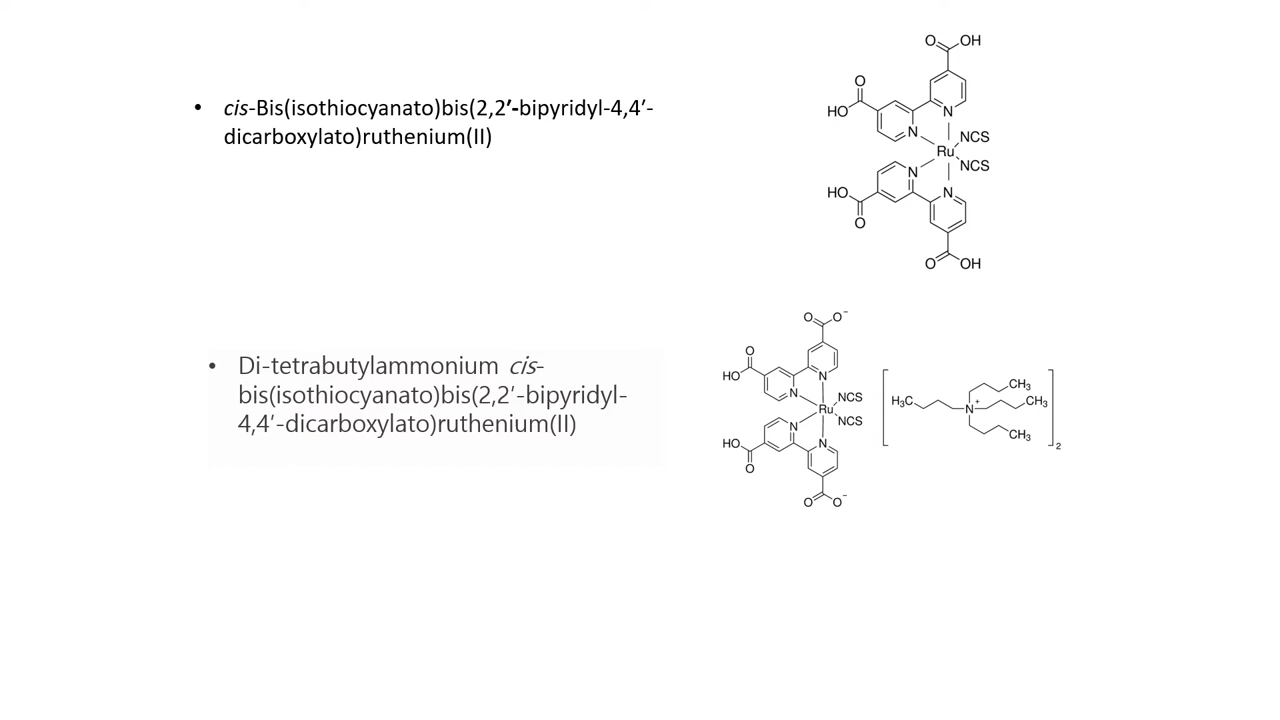 • cis-Bis(isothiocyanato)bis(2,2′-bipyridyl-4,4′-
dicarboxylato)ruthenium(II)
O OH
O
HO N
N NCS
Ru
N NCS
HO N
O
O OH
• Di-tetrabutylammonium cis-
bis(isothiocyanato)bis(2,2′-bipyridyl-
4,4′-dicarboxylato)ruthenium(II)
O O⁻
O
HO N
N NCS
Ru
N NCS
HO N
O
O O⁻
CH₃
H₃C N⁺ CH₃
CH₃
2